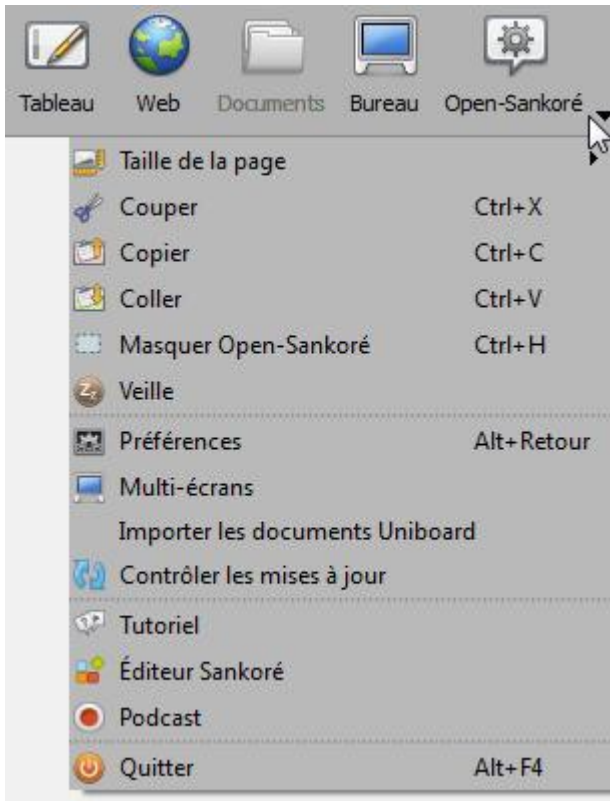 Tableau Web Documents Bureau Open-Sankoré
Taille de la page
Couper Ctrl+X
Copier Ctrl+C
Coller Ctrl+V
Masquer Open-Sankoré Ctrl+H
Veille
Préférences Alt+Retour
Multi-écrans
Importer les documents Uniboard
Contrôler les mises à jour
Tutoriel
Éditeur Sankoré
Podcast
Quitter Alt+F4